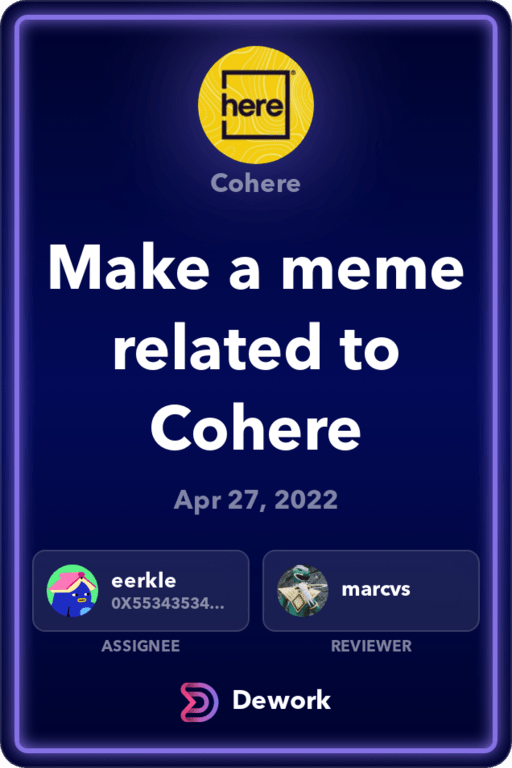 here®
Cohere
Make a meme
related to
Cohere
Apr 27, 2022
eerkle
0X55343534...
marcvs
ASSIGNEE
REVIEWER
Dework